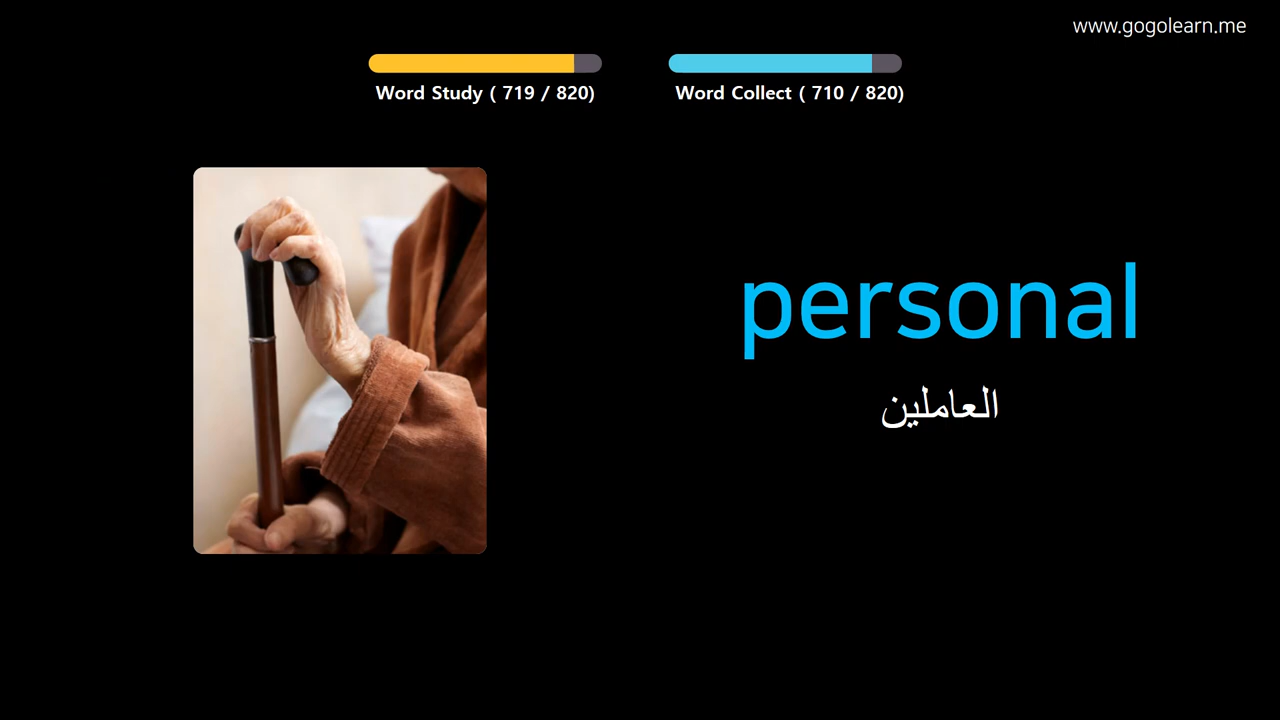 www.gogolearn.me
Word Study ( 719 / 820)
Word Collect ( 710 / 820)
personal
العاملين